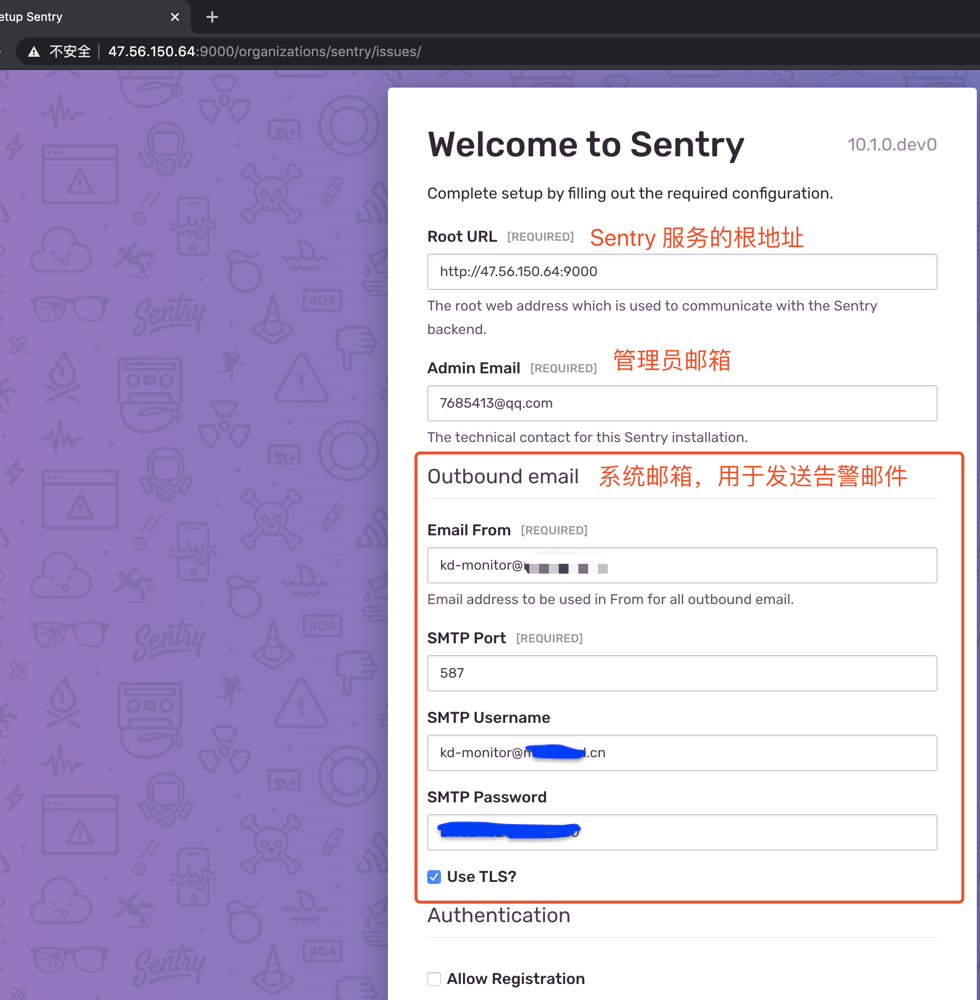 etup Sentry
不安全 47.56.150.64:9000/organizations/sentry/issues/
Welcome to Sentry 10.1.0.dev0
Complete setup by filling out the required configuration.
Root URL [REQUIRED] Sentry 服务的根地址
http://47.56.150.64:9000
The root web address which is used to communicate with the Sentry
backend.
Admin Email [REQUIRED] 管理员邮箱
7685413@qq.com
The technical contact for this Sentry installation.
Outbound email 系统邮箱，用于发送告警邮件
Email From [REQUIRED]
kd-monitor@
Email address to be used in From for all outbound email.
SMTP Port [REQUIRED]
587
SMTP Username
kd-monitor@ .cn
SMTP Password
Use TLS?
Authentication
Allow Registration
404
Sentry
404
Sentry
404
Sentry